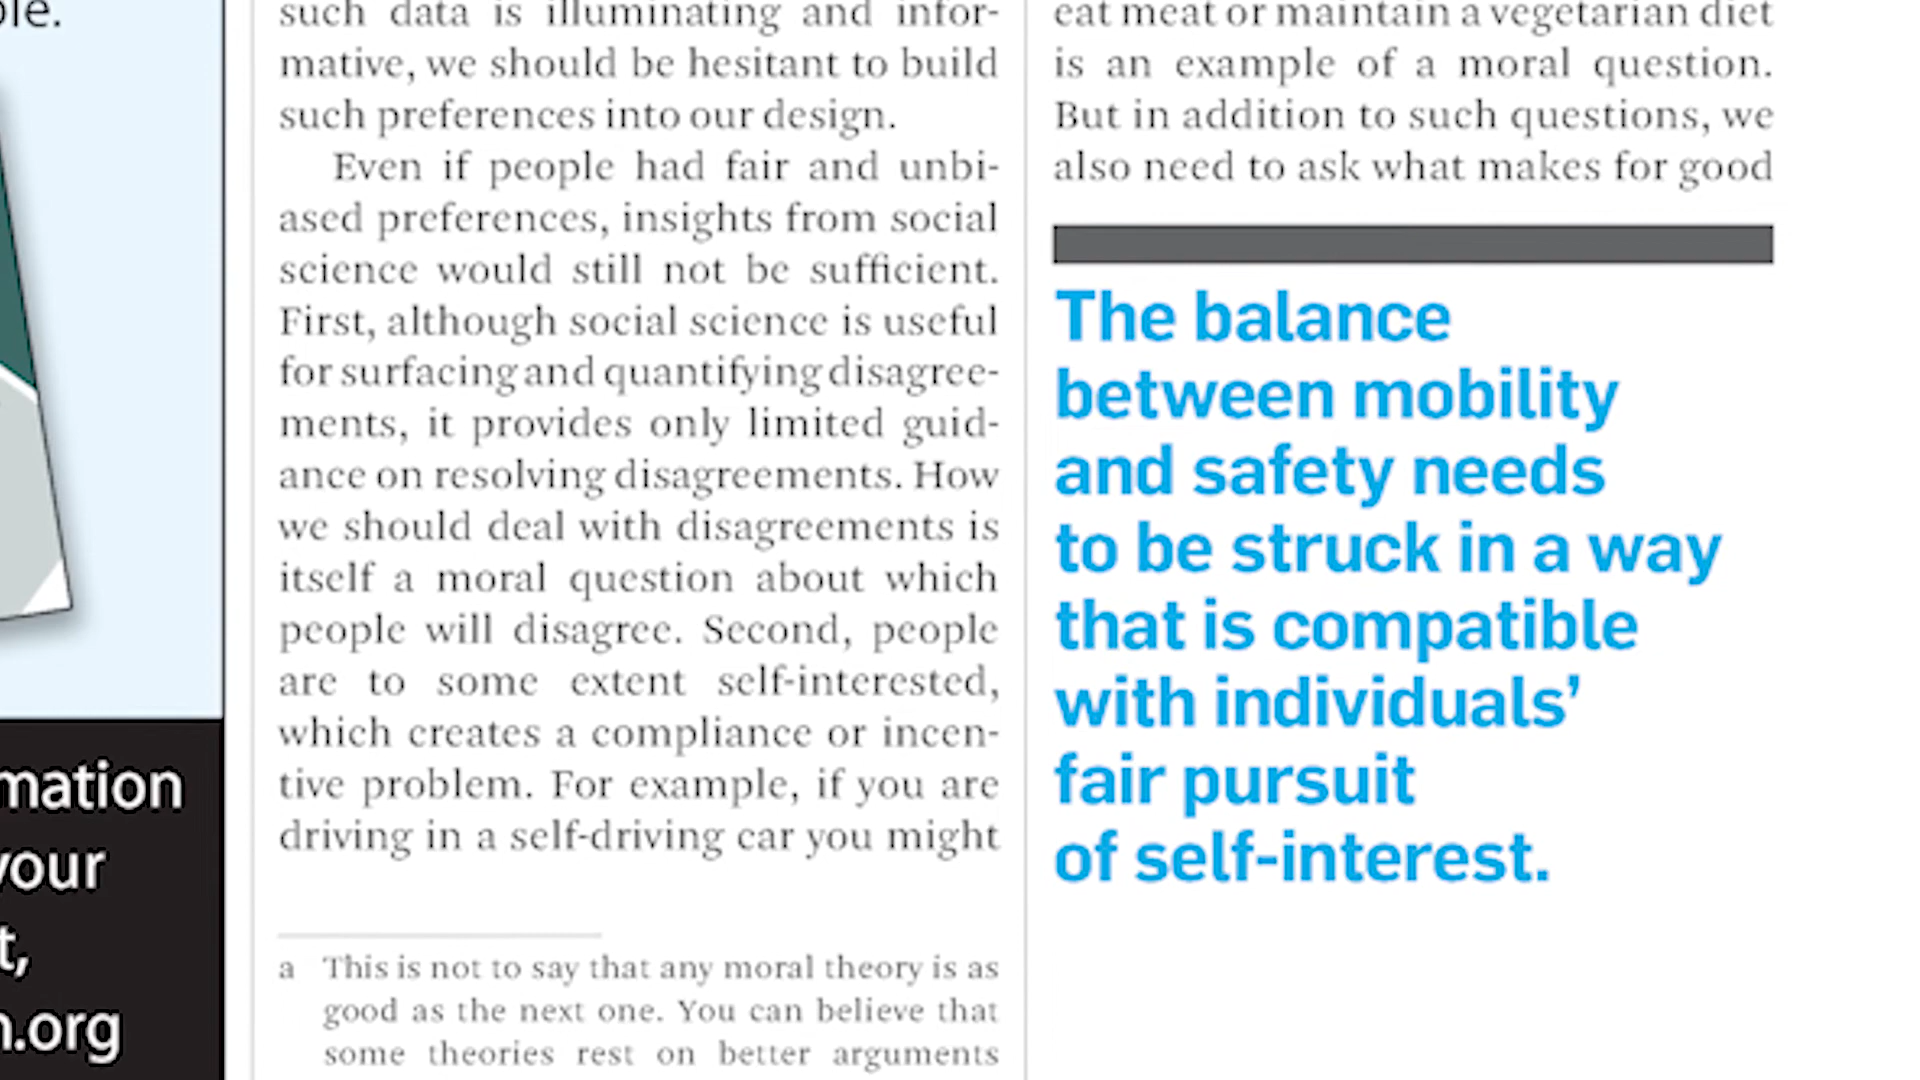 mation
your
t,
n.org
such data is illuminating and infor-
mative, we should be hesitant to build
such preferences into our design.
Even if people had fair and unbi-
ased preferences, insights from social
science would still not be sufficient.
First, although social science is useful
for surfacing and quantifying disagree-
ments, it provides only limited guid-
ance on resolving disagreements. How
we should deal with disagreements is
itself a moral question about which
people will disagree. Second, people
are to some extent self-interested,
which creates a compliance or incen-
tive problem. For example, if you are
driving in a self-driving car you might
a This is not to say that any moral theory is as
good as the next one. You can believe that
some theories rest on better arguments
eat meat or maintain a vegetarian diet
is an example of a moral question.
But in addition to such questions, we
also need to ask what makes for good
The balance
between mobility
and safety needs
to be struck in a way
that is compatible
with individuals’
fair pursuit
of self-interest.